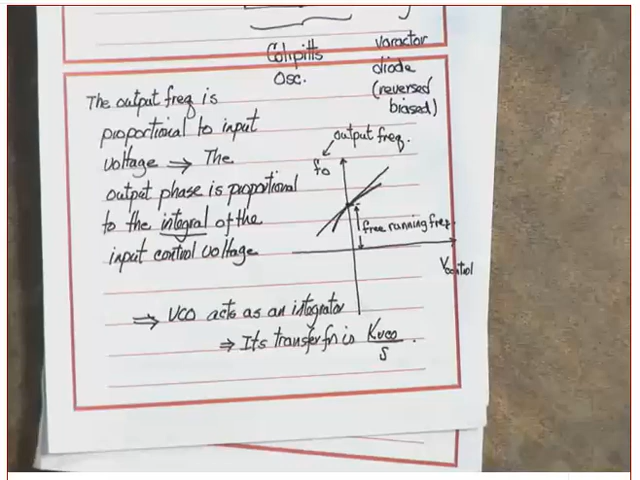 Colpitts
Osc.
varactor
diode
(reversed
biased)
The output freq is
proportional to input
voltage ⇒ The
output phase is proportional
to the integral of the
input control voltage
output freq.
fo
free running freq.
Vcontrol
⇒ VCO acts as an integrator
⇒ Its transfer fn is Kvco/S .